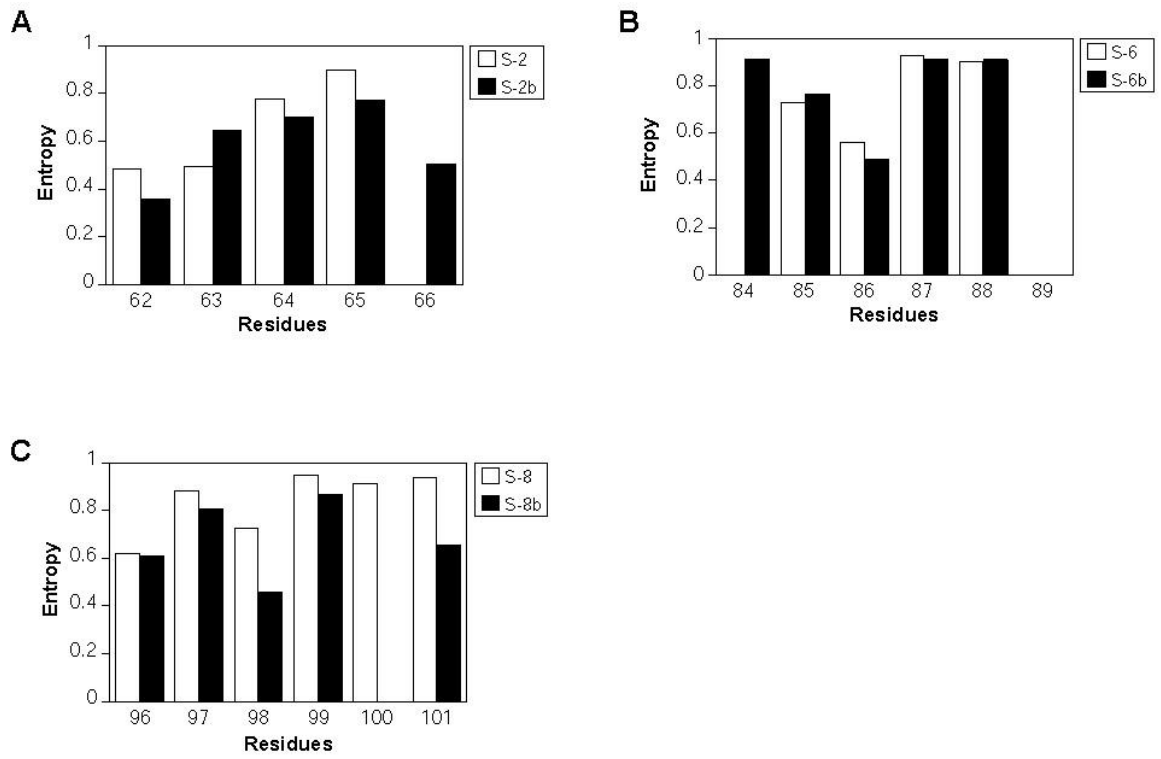 A
1
0.8
0.6
0.4
0.2
0
Entropy
62 63 64 65 66
Residues
S-2
S-2b
B
1
0.8
0.6
0.4
0.2
0
Entropy
84 85 86 87 88 89
Residues
S-6
S-6b
C
1
0.8
0.6
0.4
0.2
0
Entropy
96 97 98 99 100 101
Residues
S-8
S-8b